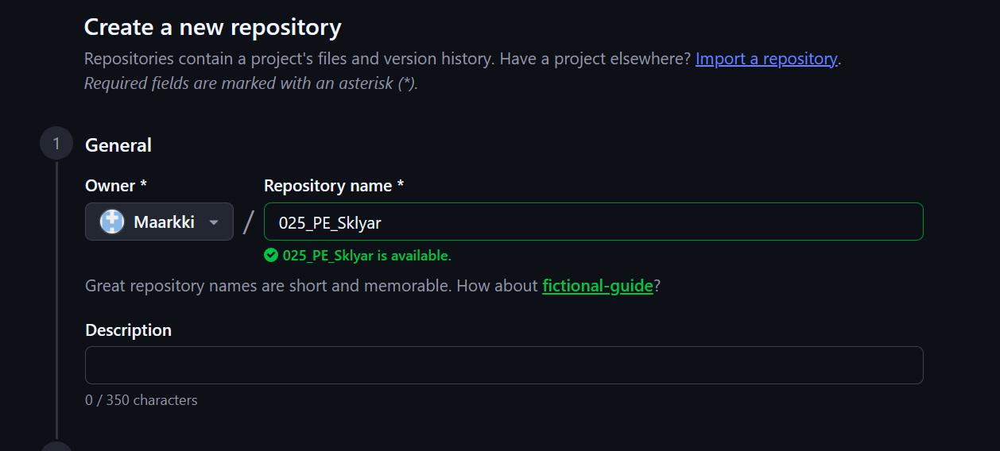 Create a new repository
Repositories contain a project's files and version history. Have a project elsewhere? Import a repository.
Required fields are marked with an asterisk (*).
1
General
Owner * Repository name *
Maarkki / 025_PE_Sklyar
025_PE_Sklyar is available.
Great repository names are short and memorable. How about fictional-guide?
Description
0 / 350 characters